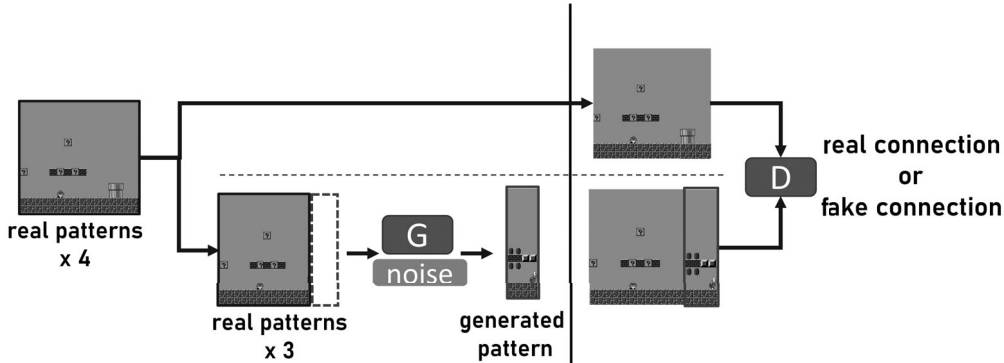 real patterns
x 4
real patterns
x 3
G
noise
generated
pattern
D
real connection
or
fake connection